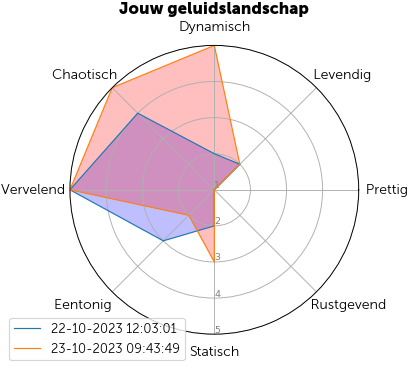 Jouw geluidslandschap
Dynamisch
Chaotisch
Levendig
Vervelend
1
Prettig
2
3
4
5
Eentonig
Rustgevend
Statisch
22-10-2023 12:03:01
23-10-2023 09:43:49